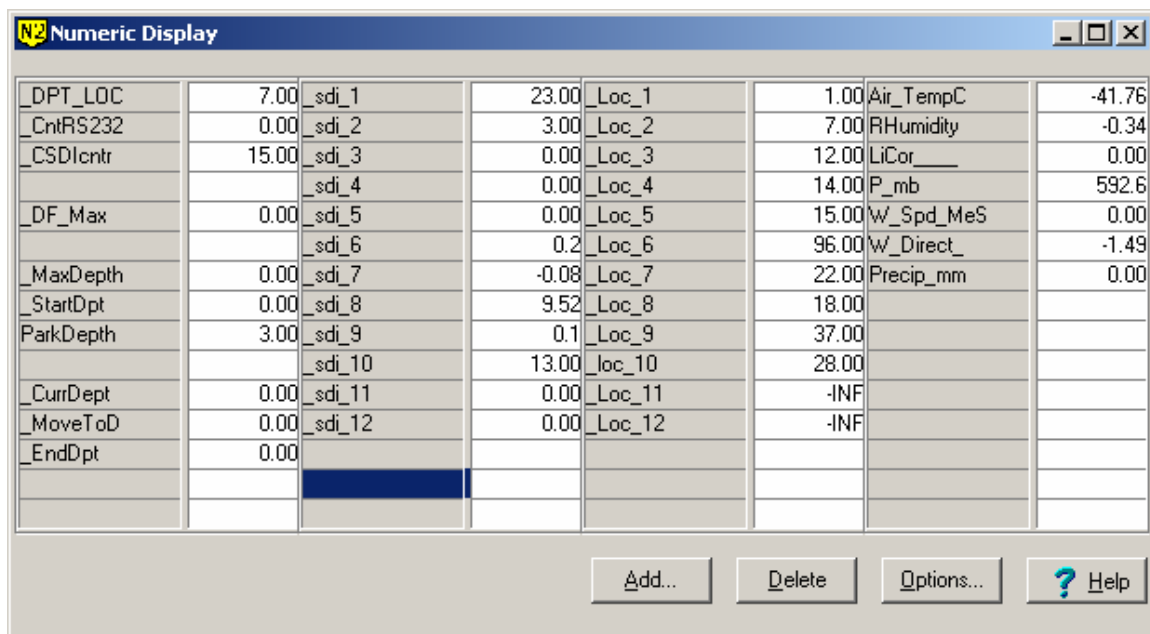 N2 Numeric Display
_DPT_LOC 7.00 _sdi_1 23.00 _Loc_1 1.00 Air_TempC -41.76
_CntRS232 0.00 _sdi_2 3.00 _Loc_2 7.00 RHumidity -0.34
_CSDIcntr 15.00 _sdi_3 0.00 _Loc_3 12.00 LiCor____ 0.00
_sdi_4 0.00 _Loc_4 14.00 P_mb 592.6
_DF_Max 0.00 _sdi_5 0.00 _Loc_5 15.00 W_Spd_MeS 0.00
_sdi_6 0.2 _Loc_6 96.00 W_Direct_ -1.49
_MaxDepth 0.00 _sdi_7 -0.08 _Loc_7 22.00 Precip_mm 0.00
_StartDpt 0.00 _sdi_8 9.52 _Loc_8 18.00
ParkDepth 3.00 _sdi_9 0.1 _Loc_9 37.00
_sdi_10 13.00 _loc_10 28.00
_CurrDept 0.00 _sdi_11 0.00 _Loc_11 -INF
_MoveToD 0.00 _sdi_12 0.00 _Loc_12 -INF
_EndDpt 0.00
Add... Delete Options... ? Help